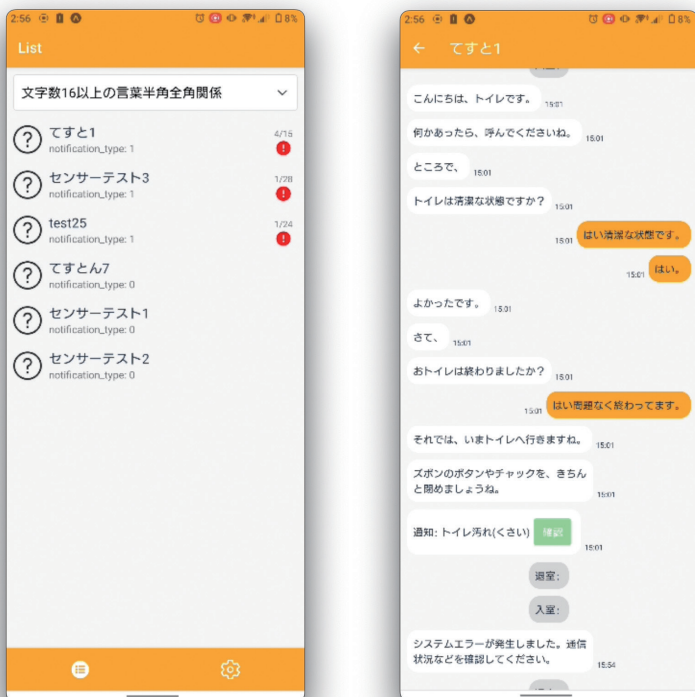 2:56
8%
List
文字数16以上の言葉半角全角関係
てすと1
notification_type: 1
4/15
センサーテスト3
notification_type: 1
1/28
test25
notification_type: 1
1/24
てすとん7
notification_type: 0
センサーテスト1
notification_type: 0
センサーテスト2
notification_type: 0
2:56
8%
てすと1
こんにちは、トイレです。
15:01
何かあったら、呼んでくださいね。
15:01
ところで、
15:01
トイレは清潔な状態ですか？
15:01
はい清潔な状態です。
15:01
はい。
15:01
よかったです。
15:01
さて、
15:01
おトイレは終わりましたか？
15:01
はい問題なく終わってます。
15:01
それでは、いまトイレへ行きますね。
15:01
ズボンのボタンやチャックを、きちん
と閉めましょうね。
15:01
通知: トイレ汚れ(くさい)
確認
15:01
退室:
入室:
システムエラーが発生しました。通信
状況などを確認してください。
15:54